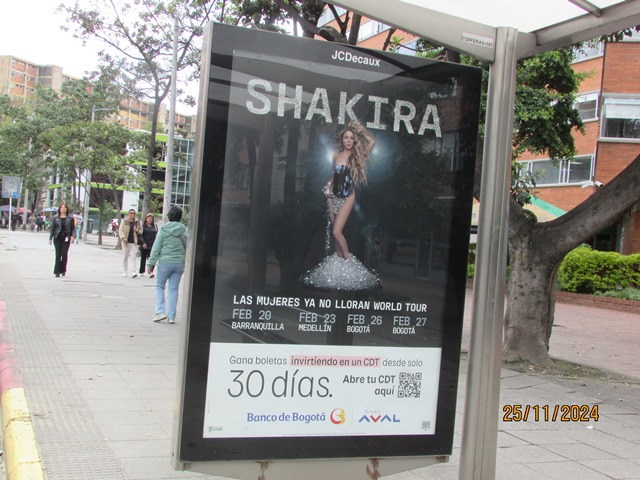 CORFERIAS
JCDecaux
SHAKIRA
LAS MUJERES YA NO LLORAN WORLD TOUR
FEB 20 FEB 23 FEB 26 FEB 27
BARRANQUILLA MEDELLÍN BOGOTÁ BOGOTÁ
Gana boletas invirtiendo en un CDT desde solo
30 días. Abre tu CDT
aquí
Banco de Bogotá Grupo AVAL
25/11/2024